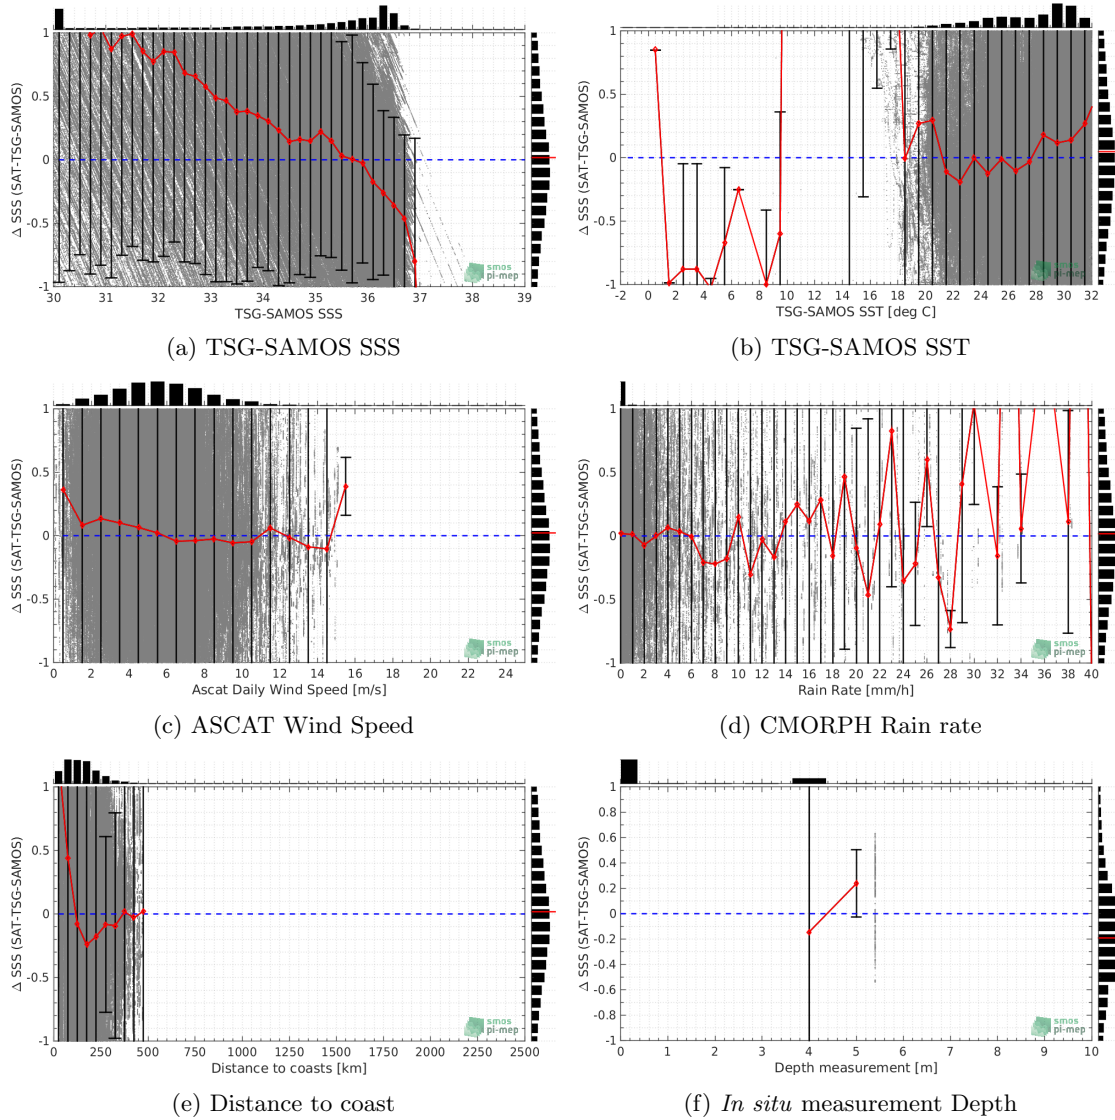 Δ SSS (SAT-TSG-SAMOS)
1
0.5
0
-0.5
-1
30 31 32 33 34 35 36 37 38 39
TSG-SAMOS SSS
smos
pi-mep
(a) TSG-SAMOS SSS
Δ SSS (SAT-TSG-SAMOS)
1
0.5
0
-0.5
-1
-2 0 2 4 6 8 10 12 14 16 18 20 22 24 26 28 30 32
TSG-SAMOS SST [deg C]
smos
pi-mep
(b) TSG-SAMOS SST
Δ SSS (SAT-TSG-SAMOS)
1
0.5
0
-0.5
-1
0 2 4 6 8 10 12 14 16 18 20 22 24
Ascat Daily Wind Speed [m/s]
smos
pi-mep
(c) ASCAT Wind Speed
Δ SSS (SAT-TSG-SAMOS)
1
0.5
0
-0.5
-1
0 2 4 6 8 10 12 14 16 18 20 22 24 26 28 30 32 34 36 38 40
Rain Rate [mm/h]
smos
pi-mep
(d) CMORPH Rain rate
Δ SSS (SAT-TSG-SAMOS)
1
0.5
0
-0.5
-1
0 250 500 750 1000 1250 1500 1750 2000 2250 2500
Distance to coasts [km]
smos
pi-mep
(e) Distance to coast
Δ SSS (SAT-TSG-SAMOS)
1
0.8
0.6
0.4
0.2
0
-0.2
-0.4
-0.6
-0.8
-1
0 1 2 3 4 5 6 7 8 9 10
Depth measurement [m]
smos
pi-mep
(f) In situ measurement Depth